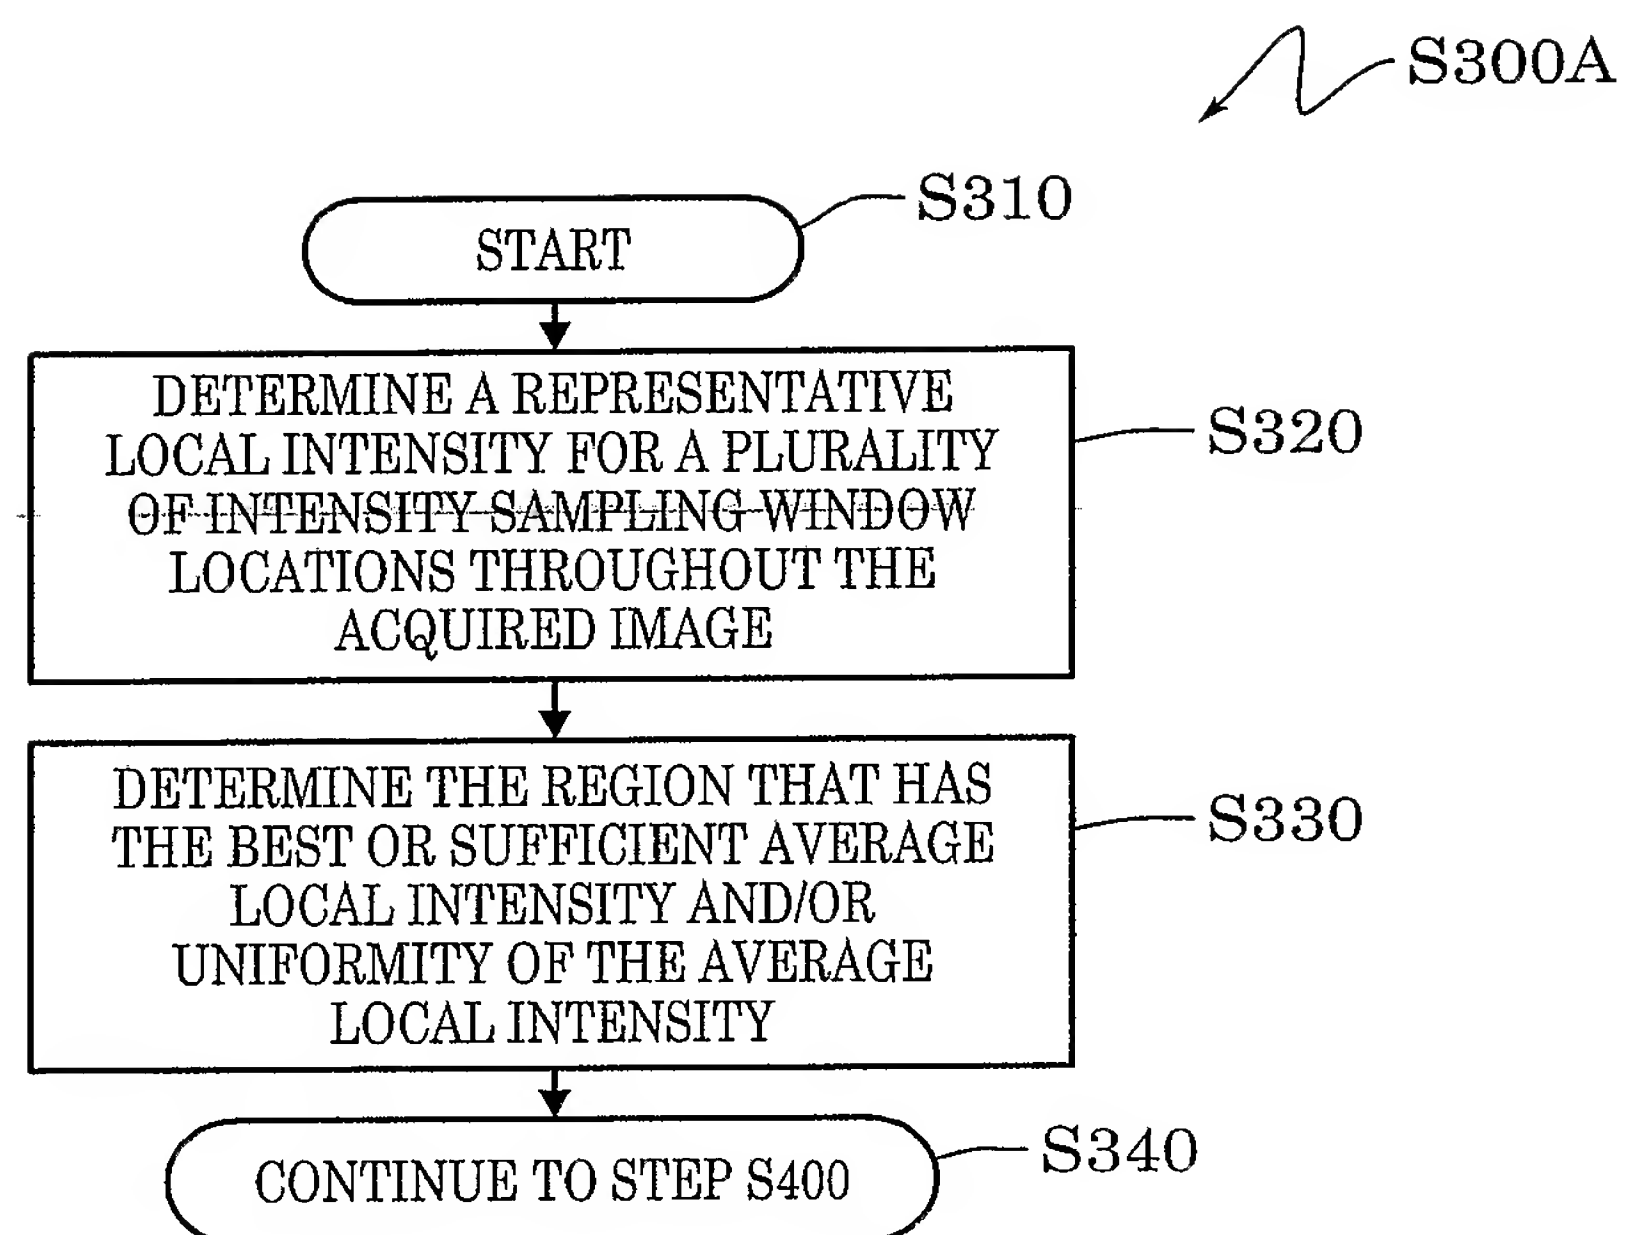 S300A
S310
START
DETERMINE A REPRESENTATIVE
LOCAL INTENSITY FOR A PLURALITY
OF INTENSITY SAMPLING WINDOW
LOCATIONS THROUGHOUT THE
ACQUIRED IMAGE
S320
DETERMINE THE REGION THAT HAS
THE BEST OR SUFFICIENT AVERAGE
LOCAL INTENSITY AND/OR
UNIFORMITY OF THE AVERAGE
LOCAL INTENSITY
S330
CONTINUE TO STEP S400
S340